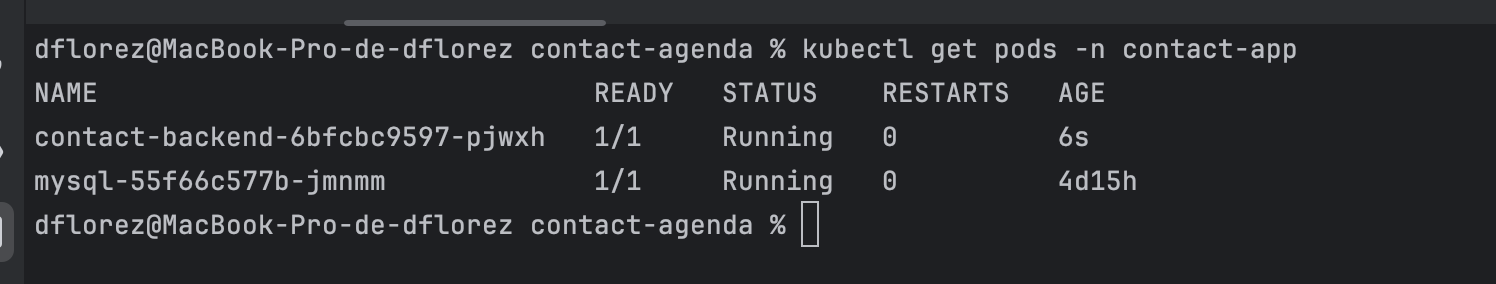 dflorez@MacBook-Pro-de-dflorez contact-agenda % kubectl get pods -n contact-app
NAME READY STATUS RESTARTS AGE
contact-backend-6bfcbc9597-pjwxh 1/1 Running 0 6s
mysql-55f66c577b-jmnmm 1/1 Running 0 4d15h
dflorez@MacBook-Pro-de-dflorez contact-agenda %